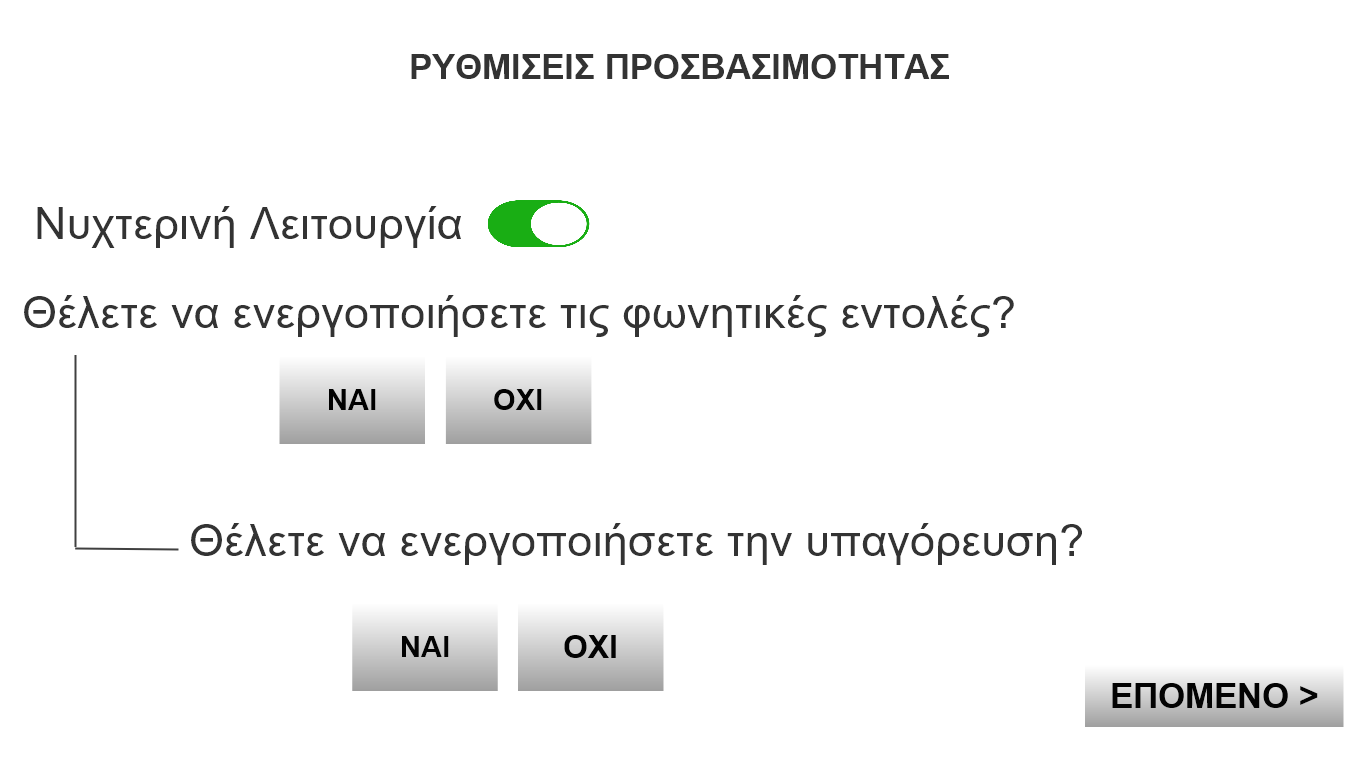 ΡΥΘΜΙΣΕΙΣ ΠΡΟΣΒΑΣΙΜΟΤΗΤΑΣ
Νυχτερινή Λειτουργία
Θέλετε να ενεργοποιήσετε τις φωνητικές εντολές?
ΝΑΙ ΟΧΙ
Θέλετε να ενεργοποιήσετε την υπαγόρευση?
ΝΑΙ ΟΧΙ
ΕΠΟΜΕΝΟ >